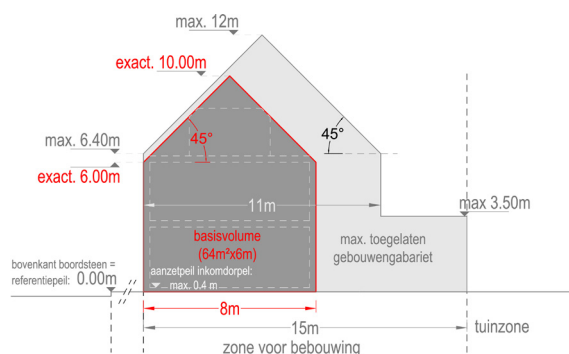 max. 12m
exact. 10.00m
max. 6.40m
45°
45°
exact. 6.00m
11m
max 3.50m
basisvolume
(64m²x6m)
max. toegelaten
gebouwengabariet
bovenkant boordsteen =
referentiepeil: 0.00m
aanzetpeil inkomdorpel:
max. 0.4 m
8m
15m
tuinzone
zone voor bebouwing